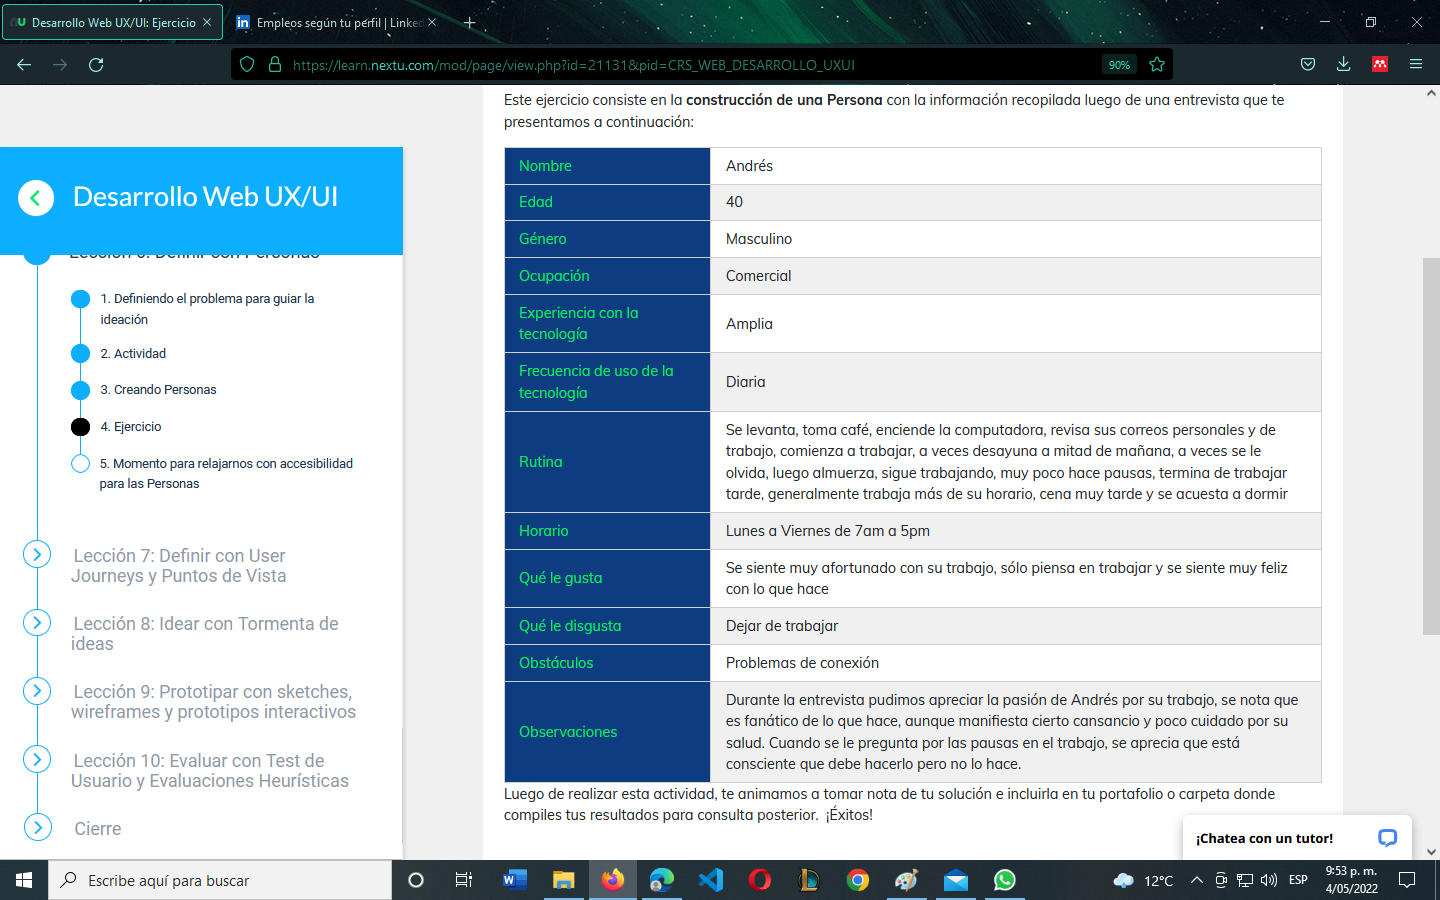 Desarrollo Web UX/UI: Ejercicio
Empleos según tu perfil | Linked
https://learn.nextu.com/mod/page/view.php?id=21131&pid=CRS_WEB_DESARROLLO_UXUI
90%
Desarrollo Web UX/UI
Lección 6: Definir con Personas
1. Definiendo el problema para guiar la
ideación
2. Actividad
3. Creando Personas
4. Ejercicio
5. Momento para relajarnos con accesibilidad
para las Personas
Lección 7: Definir con User
Journeys y Puntos de Vista
Lección 8: Idear con Tormenta de
ideas
Lección 9: Prototipar con sketches,
wireframes y prototipos interactivos
Lección 10: Evaluar con Test de
Usuario y Evaluaciones Heurísticas
Cierre
Este ejercicio consiste en la construcción de una Persona con la información recopilada luego de una entrevista que te
presentamos a continuación:
Nombre
Andrés
Edad
40
Género
Masculino
Ocupación
Comercial
Experiencia con la
tecnología
Amplia
Frecuencia de uso de la
tecnología
Diaria
Rutina
Se levanta, toma café, enciende la computadora, revisa sus correos personales y de
trabajo, comienza a trabajar, a veces desayuna a mitad de mañana, a veces se le
olvida, luego almuerza, sigue trabajando, muy poco hace pausas, termina de trabajar
tarde, generalmente trabaja más de su horario, cena muy tarde y se acuesta a dormir
Horario
Lunes a Viernes de 7am a 5pm
Qué le gusta
Se siente muy afortunado con su trabajo, sólo piensa en trabajar y se siente muy feliz
con lo que hace
Qué le disgusta
Dejar de trabajar
Obstáculos
Problemas de conexión
Observaciones
Durante la entrevista pudimos apreciar la pasión de Andrés por su trabajo, se nota que
es fanático de lo que hace, aunque manifiesta cierto cansancio y poco cuidado por su
salud. Cuando se le pregunta por las pausas en el trabajo, se aprecia que está
consciente que debe hacerlo pero no lo hace.
Luego de realizar esta actividad, te animamos a tomar nota de tu solución e incluirla en tu portafolio o carpeta donde
compiles tus resultados para consulta posterior. ¡Éxitos!
¡Chatea con un tutor!
Escribe aquí para buscar
12°C
ESP
9:53 p. m.
4/05/2022